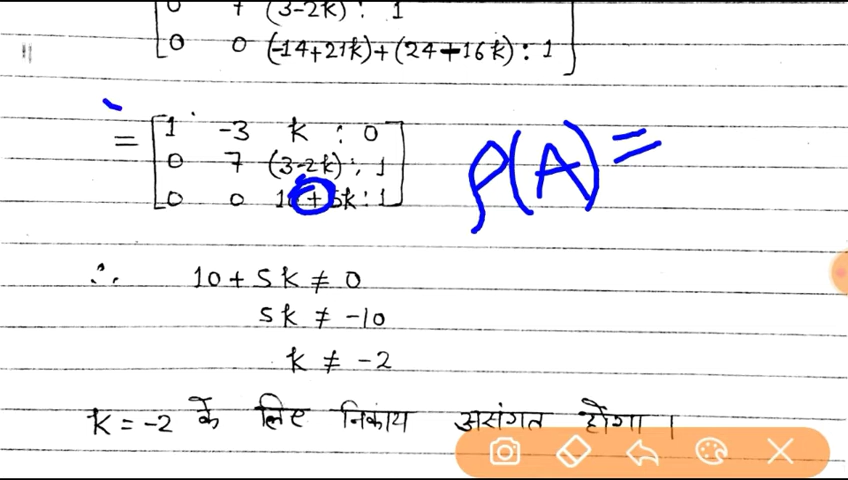 0 7 (3-2k) : 1
0 0 (-14+21k)+(24-16k) : 1
= [ 1 -3 k : 0 ] ρ(A) =
0 7 (3-2k) : 1
0 0 10+5k : 1
∴ 10 + 5k ≠ 0
5k ≠ -10
k ≠ -2
K = -2 के लिए निकाय असंगत होगा ।